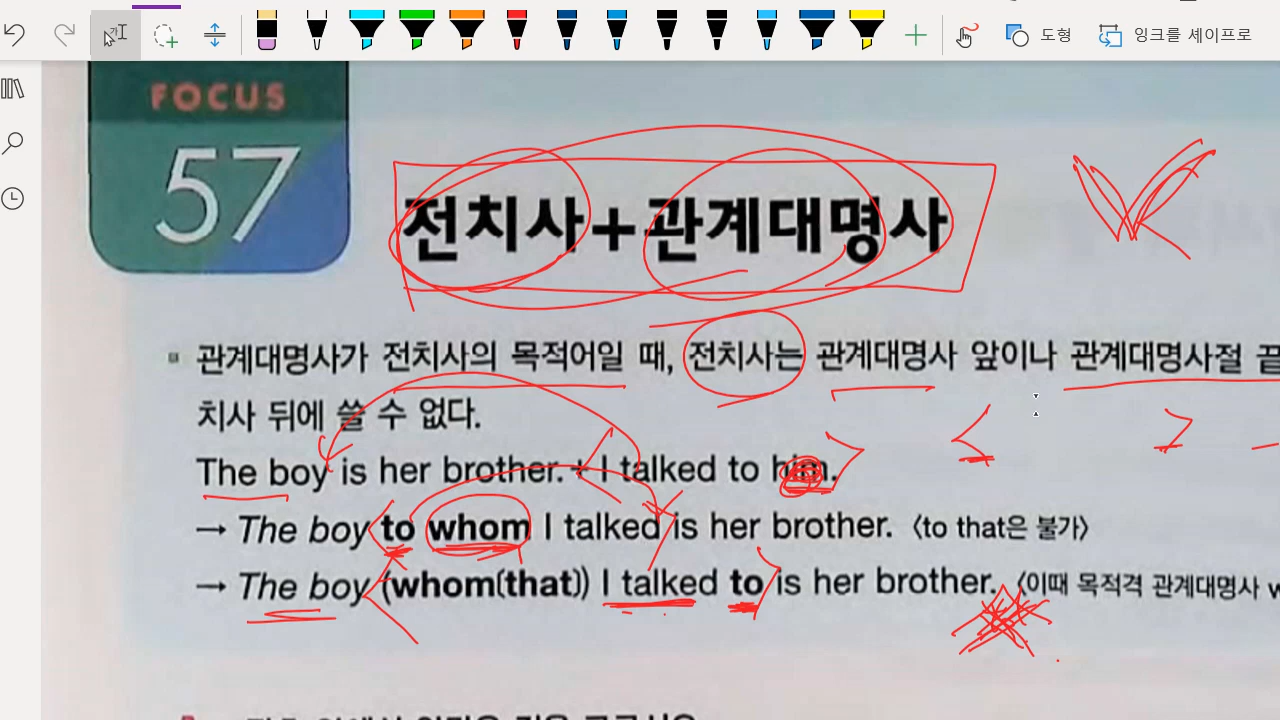 도형
잉크를 셰이프로
FOCUS
57
전치사+관계대명사
관계대명사가 전치사의 목적어일 때, 전치사는 관계대명사 앞이나 관계대명사절 끝
치사 뒤에 쓸 수 없다.
The boy is her brother. + I talked to him.
→ The boy to whom I talked is her brother. 〈to that은 불가〉
→ The boy (whom(that)) I talked to is her brother. 〈이때 목적격 관계대명사 w